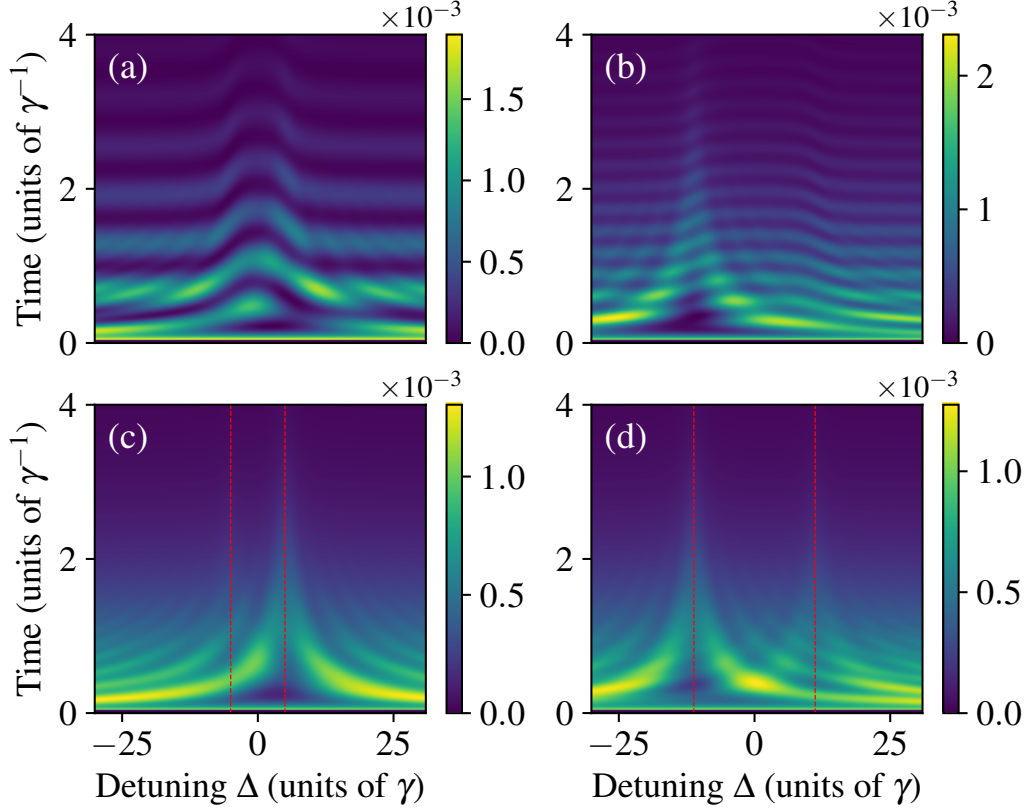 ×10⁻³ ×10⁻³
4 (a) 1.5 4 (b) 2
Time (units of γ⁻¹)
2 1.0 2 1
0.5
0 0.0 0 0
×10⁻³ ×10⁻³
4 (c) 1.0 4 (d) 1.0
Time (units of γ⁻¹)
2 0.5 2 0.5
0 0.0 0 0.0
−25 0 25 −25 0 25
Detuning Δ (units of γ) Detuning Δ (units of γ)